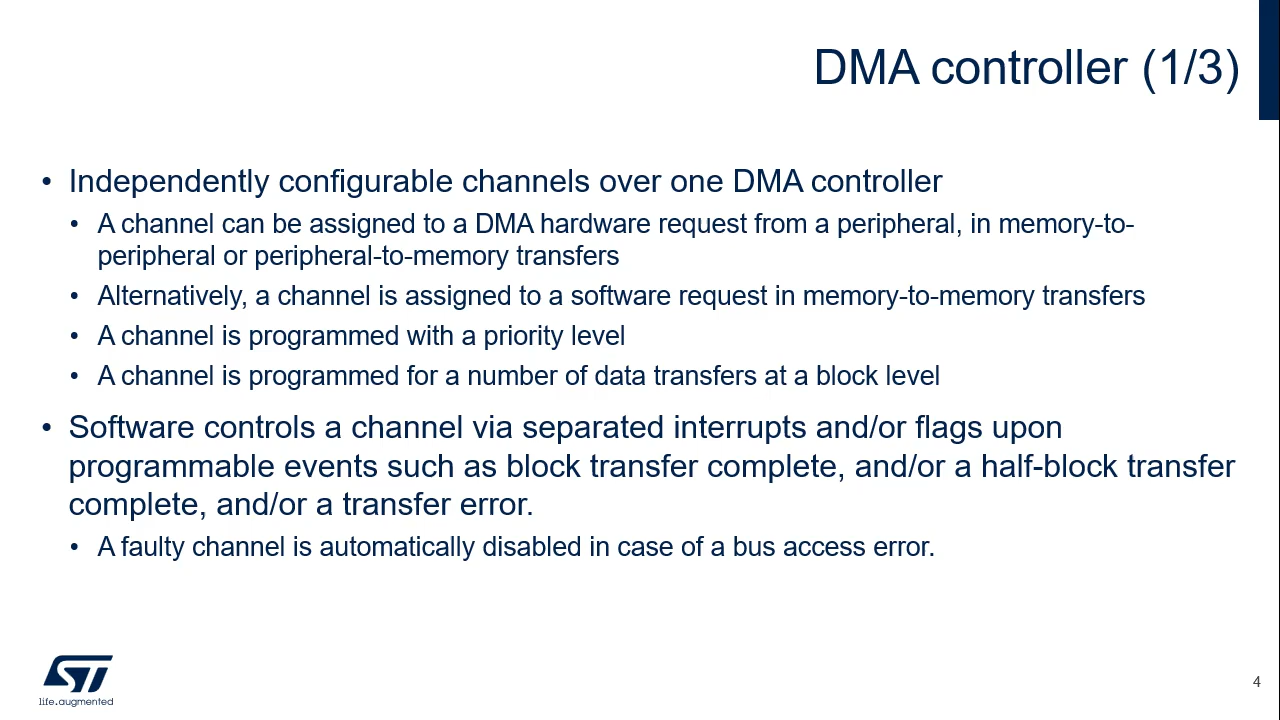 DMA controller (1/3)
• Independently configurable channels over one DMA controller
• A channel can be assigned to a DMA hardware request from a peripheral, in memory-to-
peripheral or peripheral-to-memory transfers
• Alternatively, a channel is assigned to a software request in memory-to-memory transfers
• A channel is programmed with a priority level
• A channel is programmed for a number of data transfers at a block level
• Software controls a channel via separated interrupts and/or flags upon
programmable events such as block transfer complete, and/or a half-block transfer
complete, and/or a transfer error.
• A faulty channel is automatically disabled in case of a bus access error.
ST
life.augmented
4